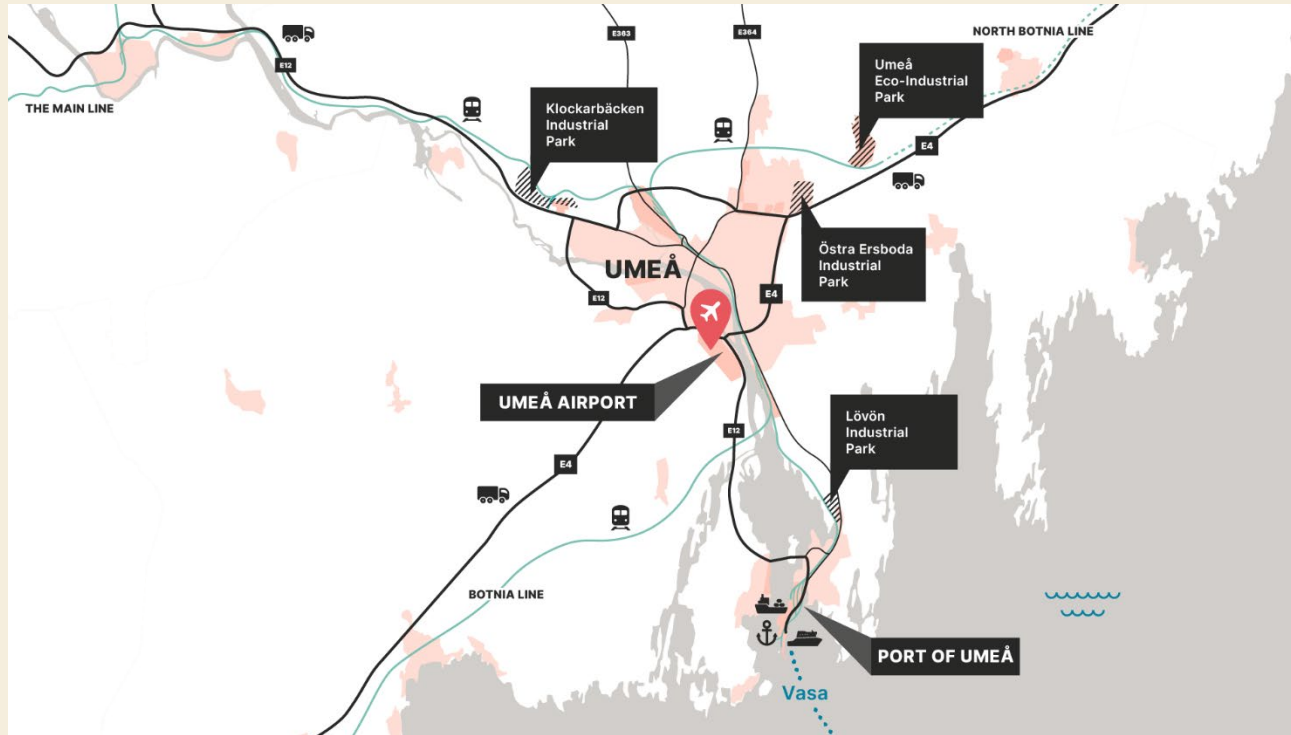 E363
E364
NORTH BOTNIA LINE
E12
THE MAIN LINE
Umeå
Eco-Industrial
Park
Klockarbäcken
Industrial
Park
E4
Östra Ersboda
Industrial
Park
UMEÅ
E12
E4
UMEÅ AIRPORT
Lövön
Industrial
Park
E12
E4
BOTNIA LINE
PORT OF UMEÅ
Vasa